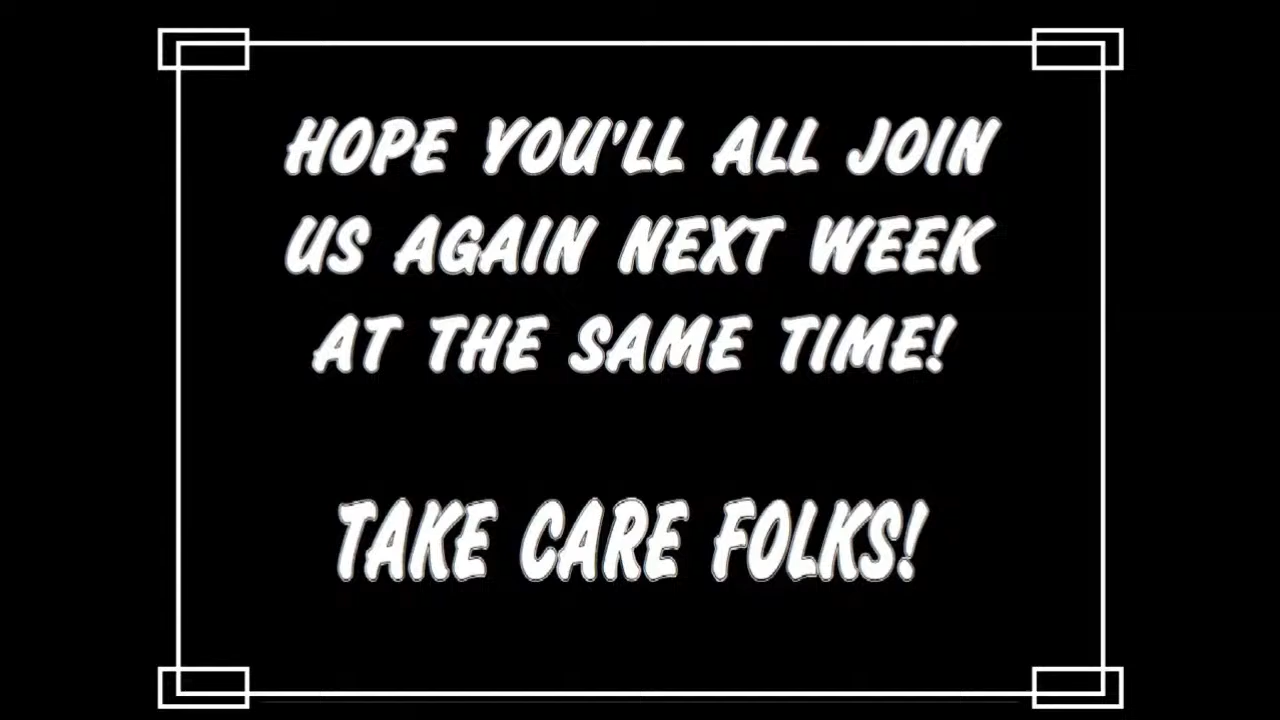 HOPE YOU'LL ALL JOIN
US AGAIN NEXT WEEK
AT THE SAME TIME!
TAKE CARE FOLKS!